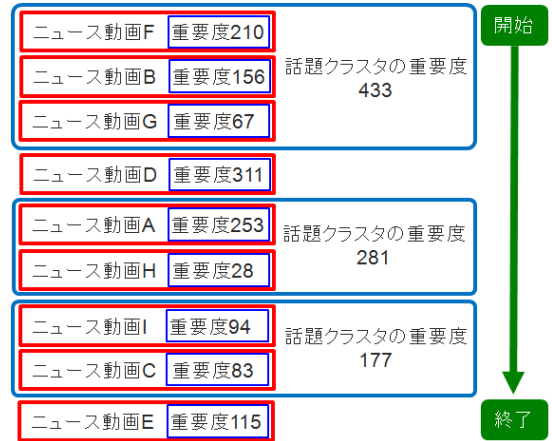 ニュース動画F 重要度210
ニュース動画B 重要度156
ニュース動画G 重要度67
話題クラスタの重要度
433
ニュース動画D 重要度311
ニュース動画A 重要度253
ニュース動画H 重要度28
話題クラスタの重要度
281
ニュース動画I 重要度94
ニュース動画C 重要度83
話題クラスタの重要度
177
ニュース動画E 重要度115
開始
終了